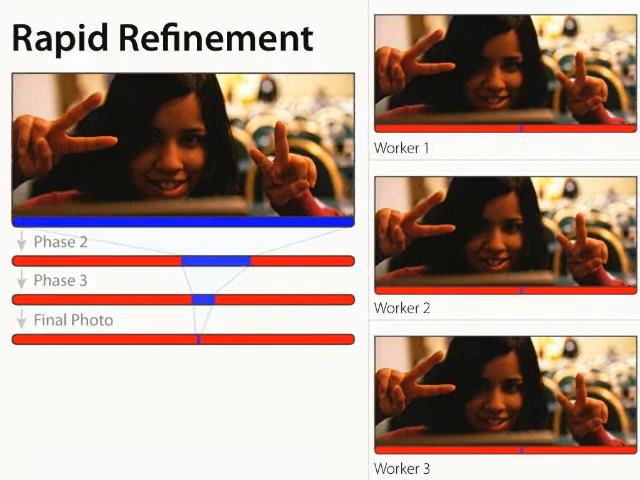 Rapid Refinement
Phase 2
Phase 3
Final Photo
Worker 1
Worker 2
Worker 3